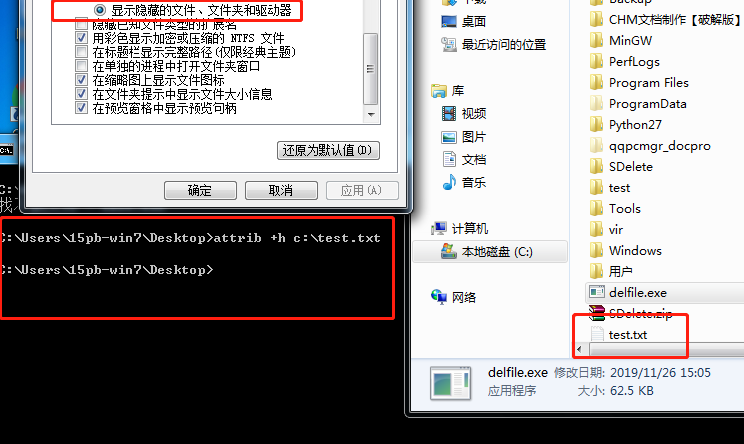 显示隐藏的文件、文件夹和驱动器
隐藏已知文件类型的扩展名
用彩色显示加密或压缩的 NTFS 文件
在标题栏显示完整路径(仅限经典主题)
在单独的进程中打开文件夹窗口
在缩略图上显示文件图标
在文件夹提示中显示文件大小信息
在预览窗格中显示预览句柄
还原为默认值(D)
确定
取消
应用(A)
C:\Users\15pb-win7\Desktop>attrib +h c:\test.txt
C:\Users\15pb-win7\Desktop>
桌面
最近访问的位置
库
视频
图片
文档
音乐
计算机
本地磁盘 (C:)
网络
Backup
CHM文档制作【破解版】
MinGW
PerfLogs
Program Files
ProgramData
Python27
qqpcmgr_docpro
SDelete
test
Tools
vir
Windows
用户
delfile.exe
SDelete.zip
test.txt
delfile.exe 修改日期: 2019/11/26 15:05
应用程序 大小: 62.5 KB